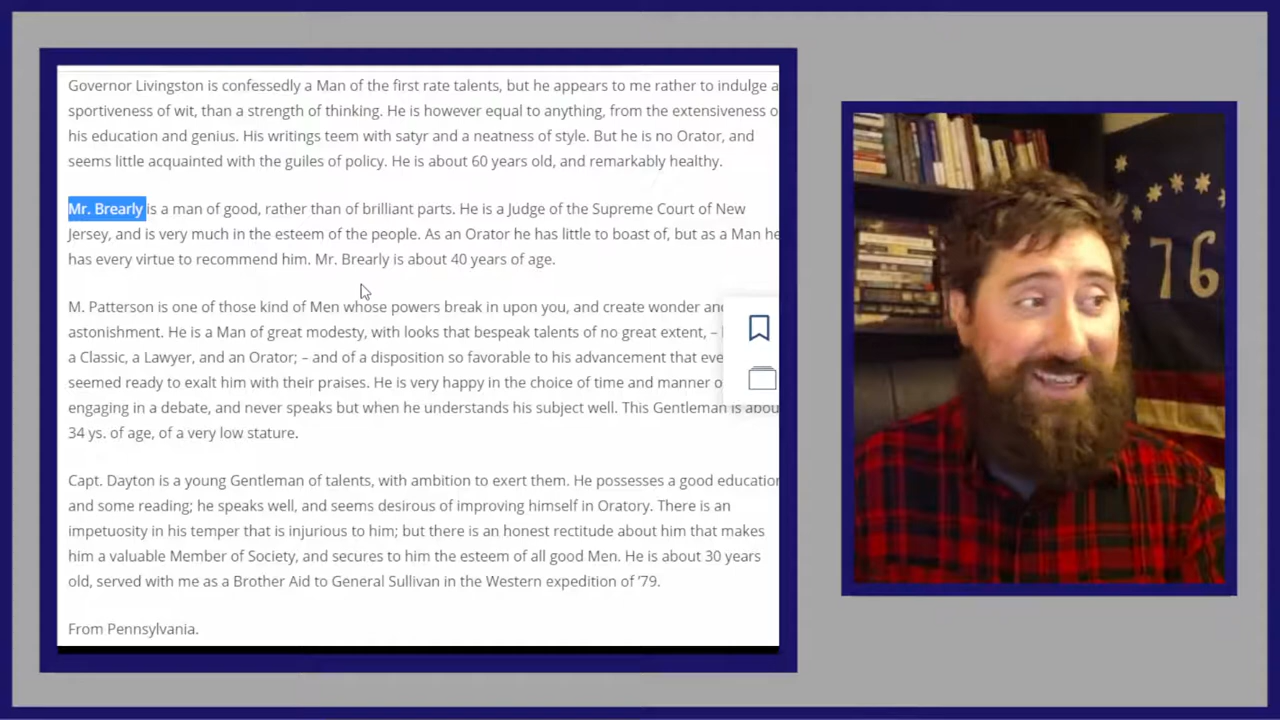 Governor Livingston is confessedly a Man of the first rate talents, but he appears to me rather to indulge a
sportiveness of wit, than a strength of thinking. He is however equal to anything, from the extensiveness o
his education and genius. His writings teem with satyr and a neatness of style. But he is no Orator, and
seems little acquainted with the guiles of policy. He is about 60 years old, and remarkably healthy.
Mr. Brearly is a man of good, rather than of brilliant parts. He is a Judge of the Supreme Court of New
Jersey, and is very much in the esteem of the people. As an Orator he has little to boast of, but as a Man he
has every virtue to recommend him. Mr. Brearly is about 40 years of age.
M. Patterson is one of those kind of Men whose powers break in upon you, and create wonder and
astonishment. He is a Man of great modesty, with looks that bespeak talents of no great extent, –
a Classic, a Lawyer, and an Orator; – and of a disposition so favorable to his advancement that eve
seemed ready to exalt him with their praises. He is very happy in the choice of time and manner o
engaging in a debate, and never speaks but when he understands his subject well. This Gentleman is abou
34 ys. of age, of a very low stature.
Capt. Dayton is a young Gentleman of talents, with ambition to exert them. He possesses a good education
and some reading; he speaks well, and seems desirous of improving himself in Oratory. There is an
impetuosity in his temper that is injurious to him; but there is an honest rectitude about him that makes
him a valuable Member of Society, and secures to him the esteem of all good Men. He is about 30 years
old, served with me as a Brother Aid to General Sullivan in the Western expedition of ’79.
From Pennsylvania.
76